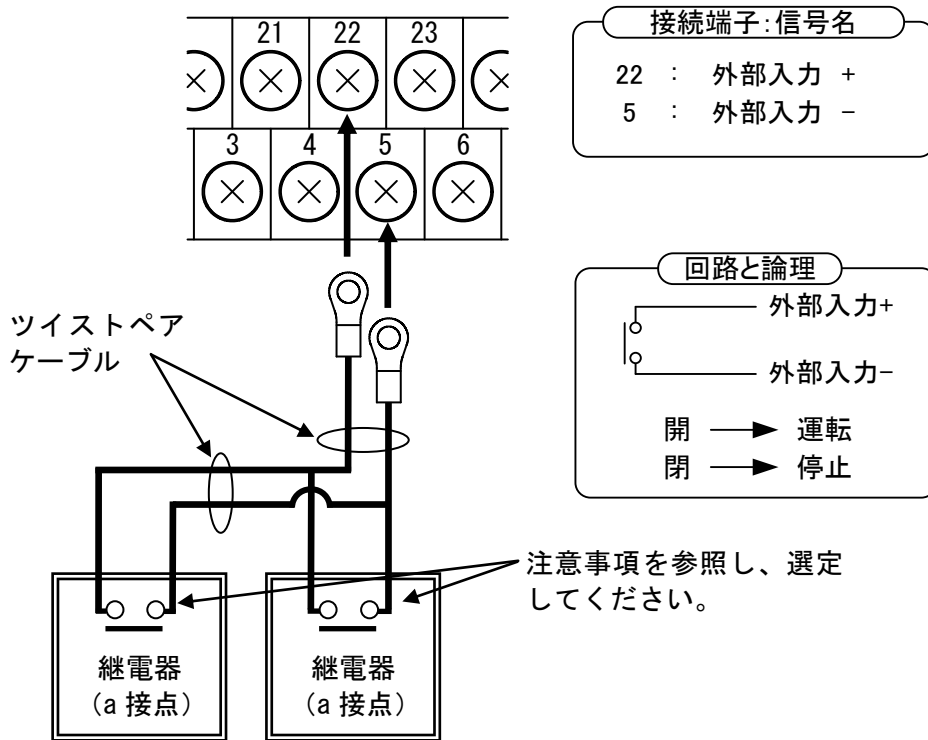 21 22 23
3 4 5 6
接続端子:信号名
22 : 外部入力 +
5 : 外部入力 −
回路と論理
外部入力+
外部入力−
開 → 運転
閉 → 停止
ツイストペア
ケーブル
注意事項を参照し、選定
してください。
継電器
(a 接点)
継電器
(a 接点)